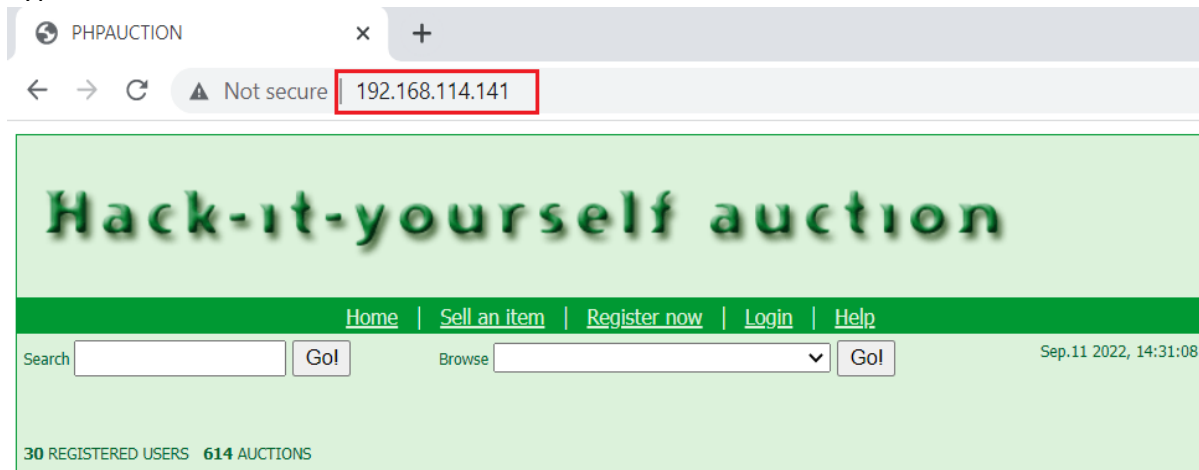 PHPAUCTION
Not secure | 192.168.114.141
Hack-it-yourself auction
Home | Sell an item | Register now | Login | Help
Search Go! Browse Go! Sep.11 2022, 14:31:08
30 REGISTERED USERS 614 AUCTIONS